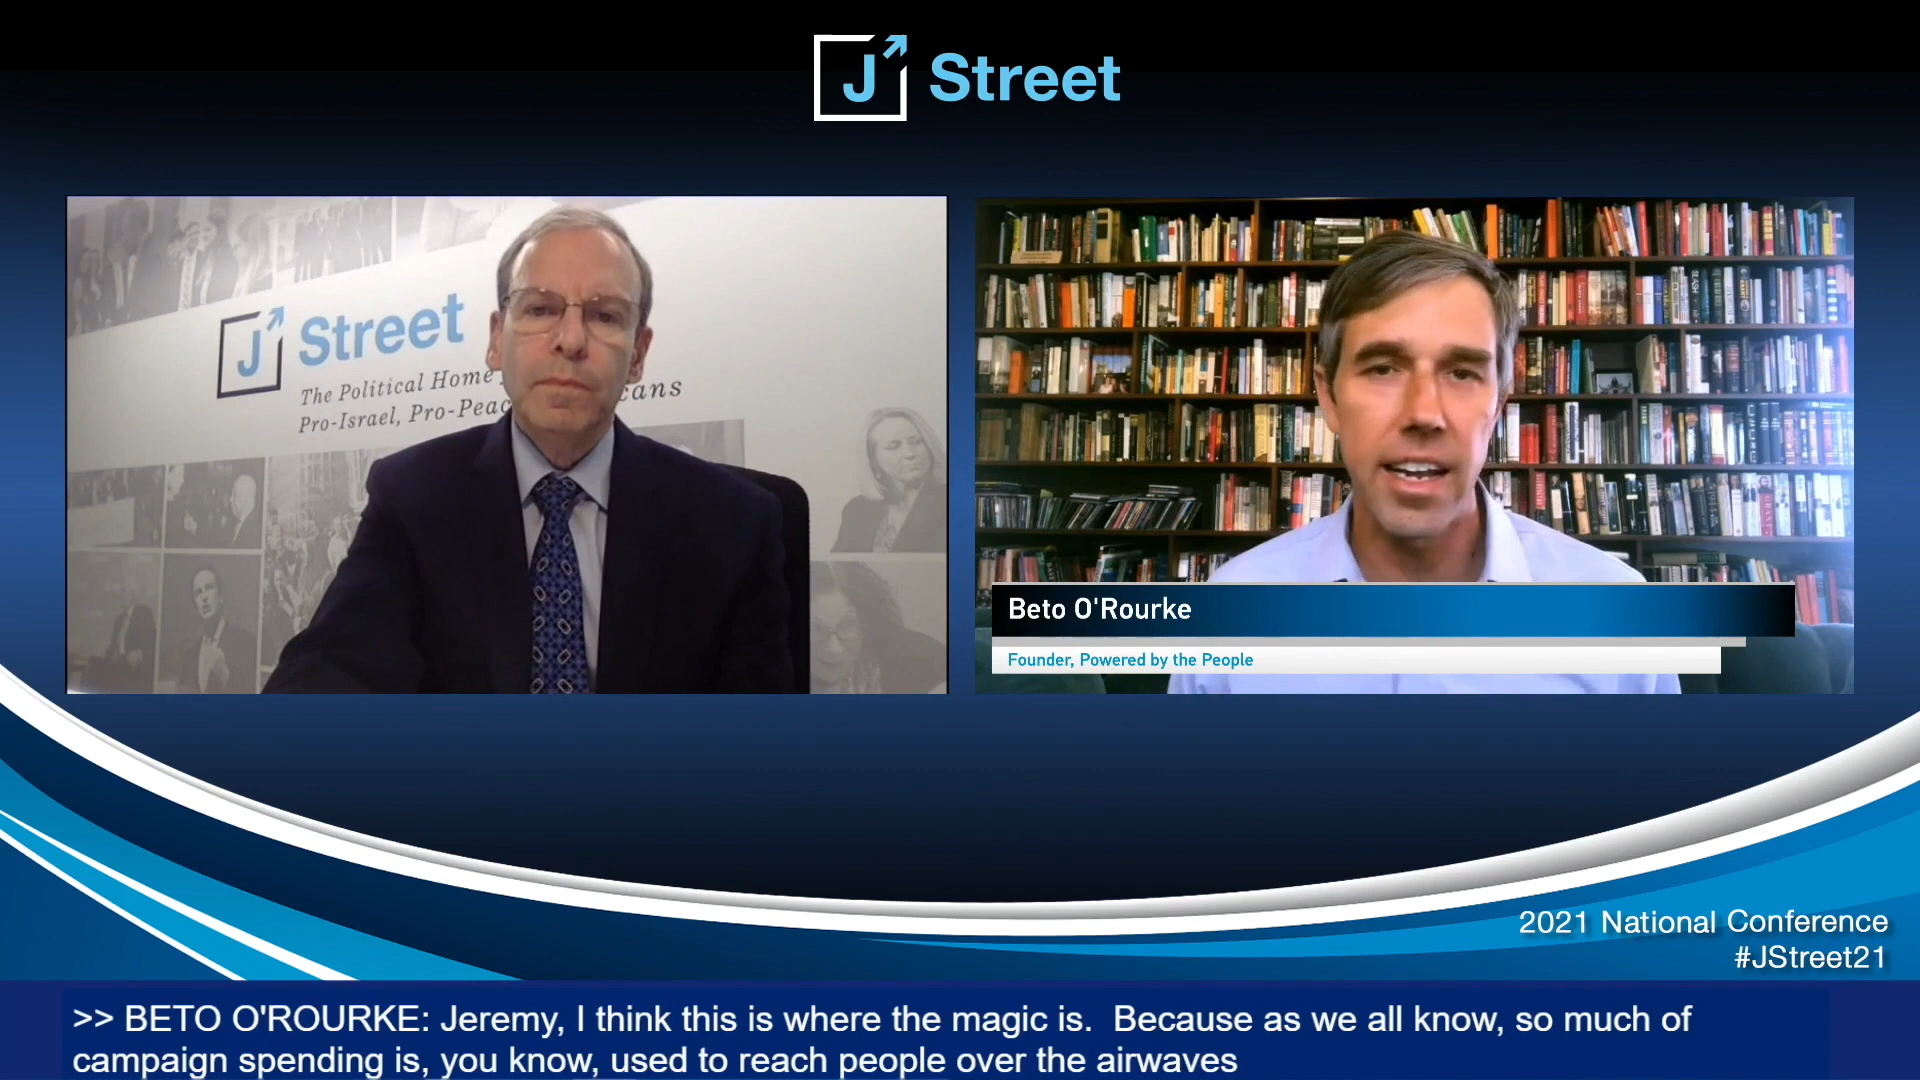 J Street
J Street
The Political Home
Pro-Israel, Pro-Peac
cans
Beto O'Rourke
Founder, Powered by the People
2021 National Conference
#JStreet21
>> BETO O'ROURKE: Jeremy, I think this is where the magic is.  Because as we all know, so much of
campaign spending is, you know, used to reach people over the airwaves